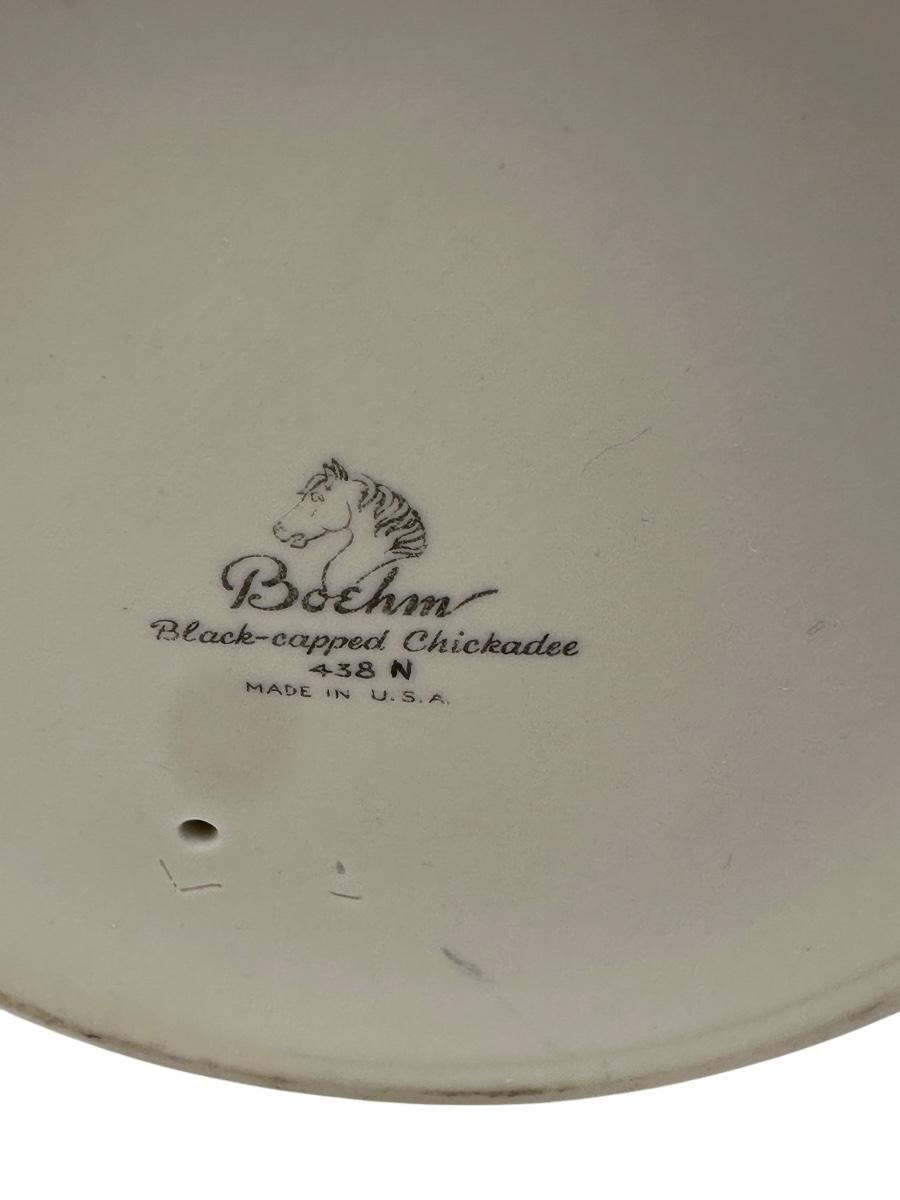 Boehm
Black-capped Chickadee
438 N
MADE IN U.S.A.